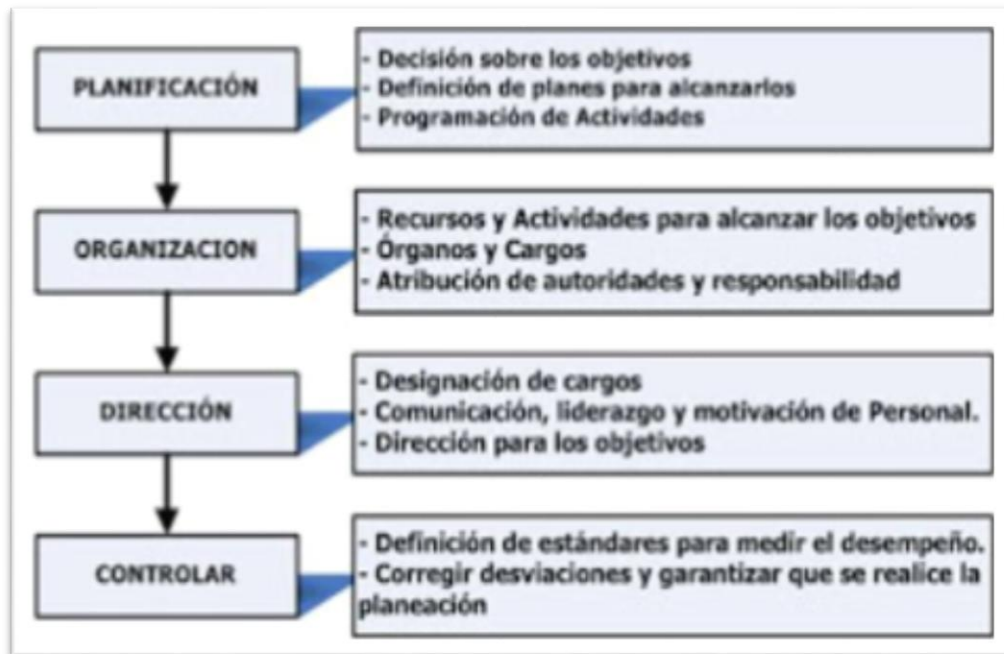 PLANIFICACIÓN
- Decisión sobre los objetivos
- Definición de planes para alcanzarlos
- Programación de Actividades
ORGANIZACION
- Recursos y Actividades para alcanzar los objetivos
- Órganos y Cargos
- Atribución de autoridades y responsabilidad
DIRECCIÓN
- Designación de cargos
- Comunicación, liderazgo y motivación de Personal.
- Dirección para los objetivos
CONTROLAR
- Definición de estándares para medir el desempeño.
- Corregir desviaciones y garantizar que se realice la
planeación